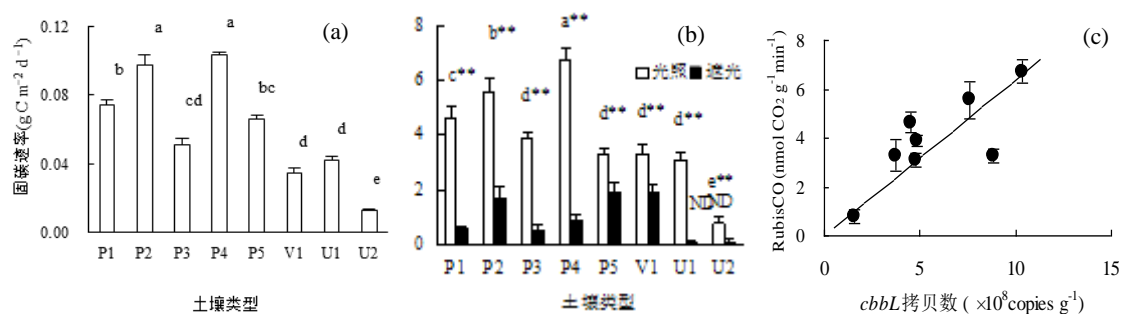 (a)
固碳速率(g C m⁻² d⁻¹)
0.12
0.08
0.04
0.00
b
a
cd
a
bc
d
d
e
P1 P2 P3 P4 P5 V1 U1 U2
土壤类型
(b)
8
6
4
2
0
光照 遮光
c**
b**
d**
a**
d**
d**
d**
e**
ND
ND
P1 P2 P3 P4 P5 V1 U1 U2
土壤类型
(c)
RubisCO (nmol CO₂ g⁻¹min⁻¹)
8
6
4
2
0
0 5 10 15
cbbL拷贝数 ( ×10⁸copies g⁻¹)